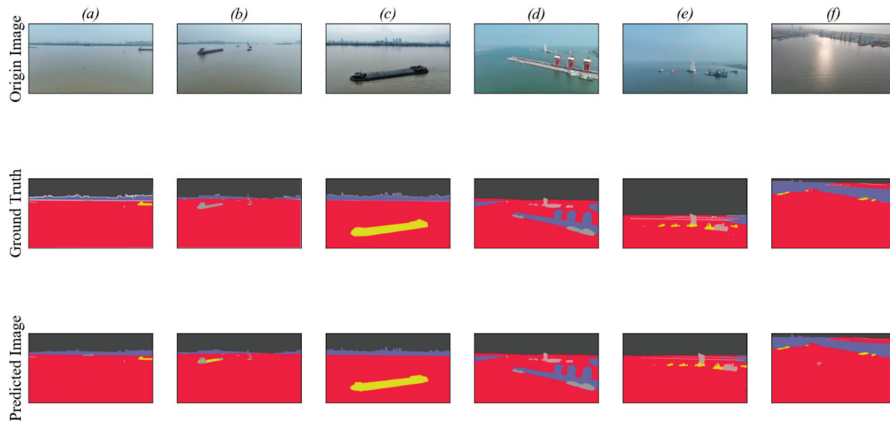 (a) (b) (c) (d) (e) (f)
Origin Image
Ground Truth
Predicted Image